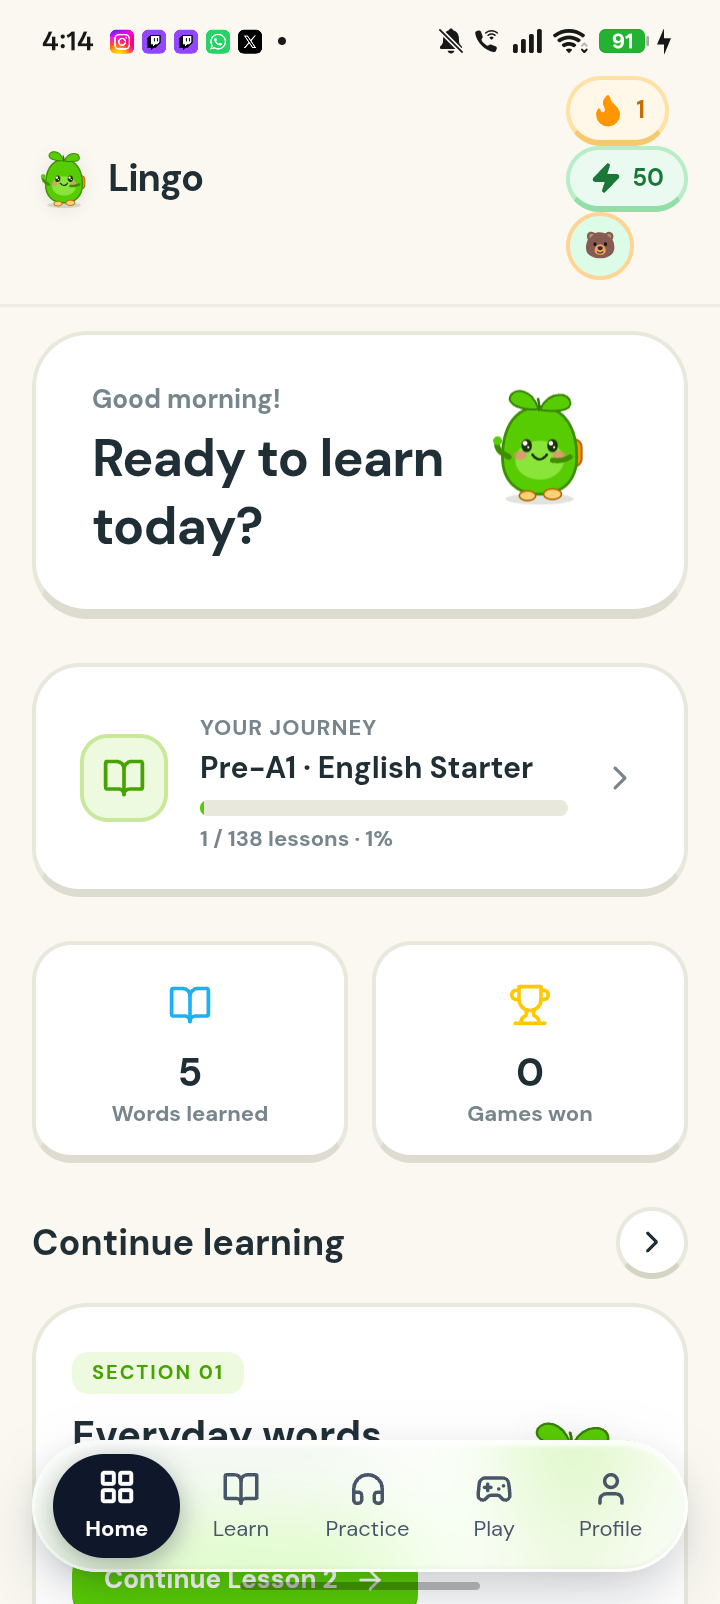 4:14
91
1
Lingo
50
Good morning!
Ready to learn
today?
YOUR JOURNEY
Pre-A1 · English Starter
1 / 138 lessons · 1%
5
Words learned
0
Games won
Continue learning
SECTION 01
Everyday words
Home
Learn
Practice
Play
Profile
Continue Lesson 2